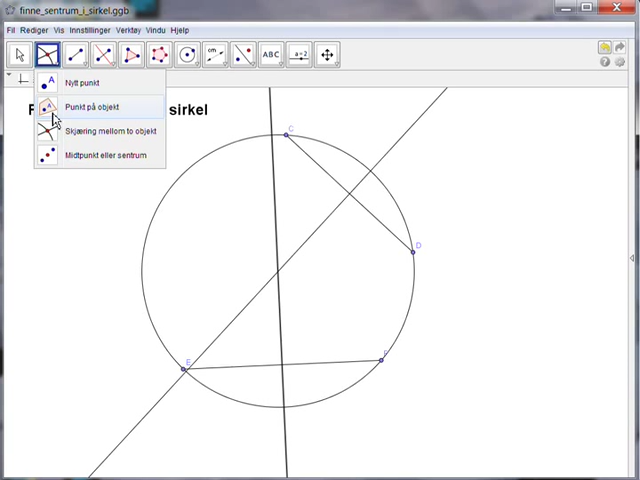 finne_sentrum_i_sirkel.ggb
Fil Rediger Vis Innstillinger Verktøy Vindu Hjelp
A
cm
ABC
a=2
A Nytt punkt
A Punkt på objekt
sirkel
Skjæring mellom to objekt
Midtpunkt eller sentrum
C
D
E